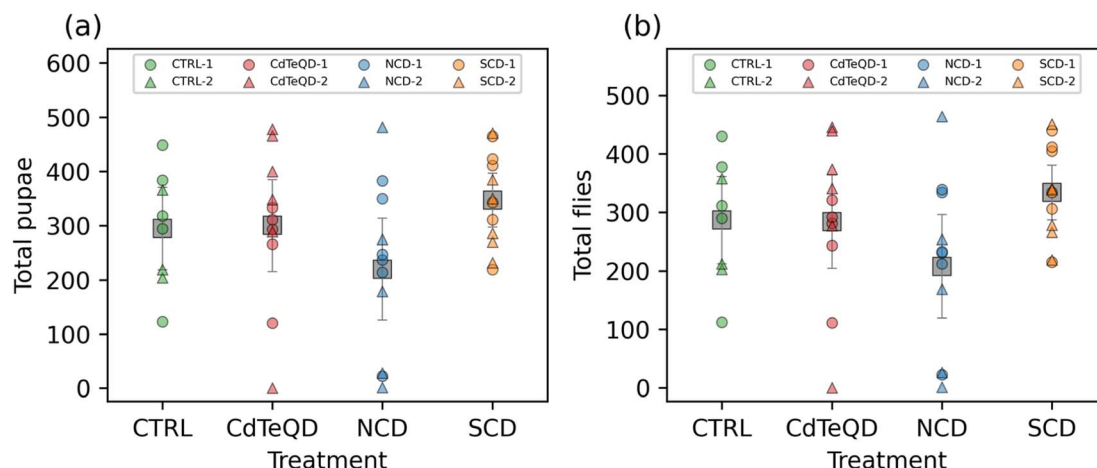 (a)
CTRL-1 CdTeQD-1 NCD-1 SCD-1
CTRL-2 CdTeQD-2 NCD-2 SCD-2
600
500
400
300
200
100
0
Total pupae
CTRL CdTeQD NCD SCD
Treatment
(b)
CTRL-1 CdTeQD-1 NCD-1 SCD-1
CTRL-2 CdTeQD-2 NCD-2 SCD-2
500
400
300
200
100
0
Total flies
CTRL CdTeQD NCD SCD
Treatment